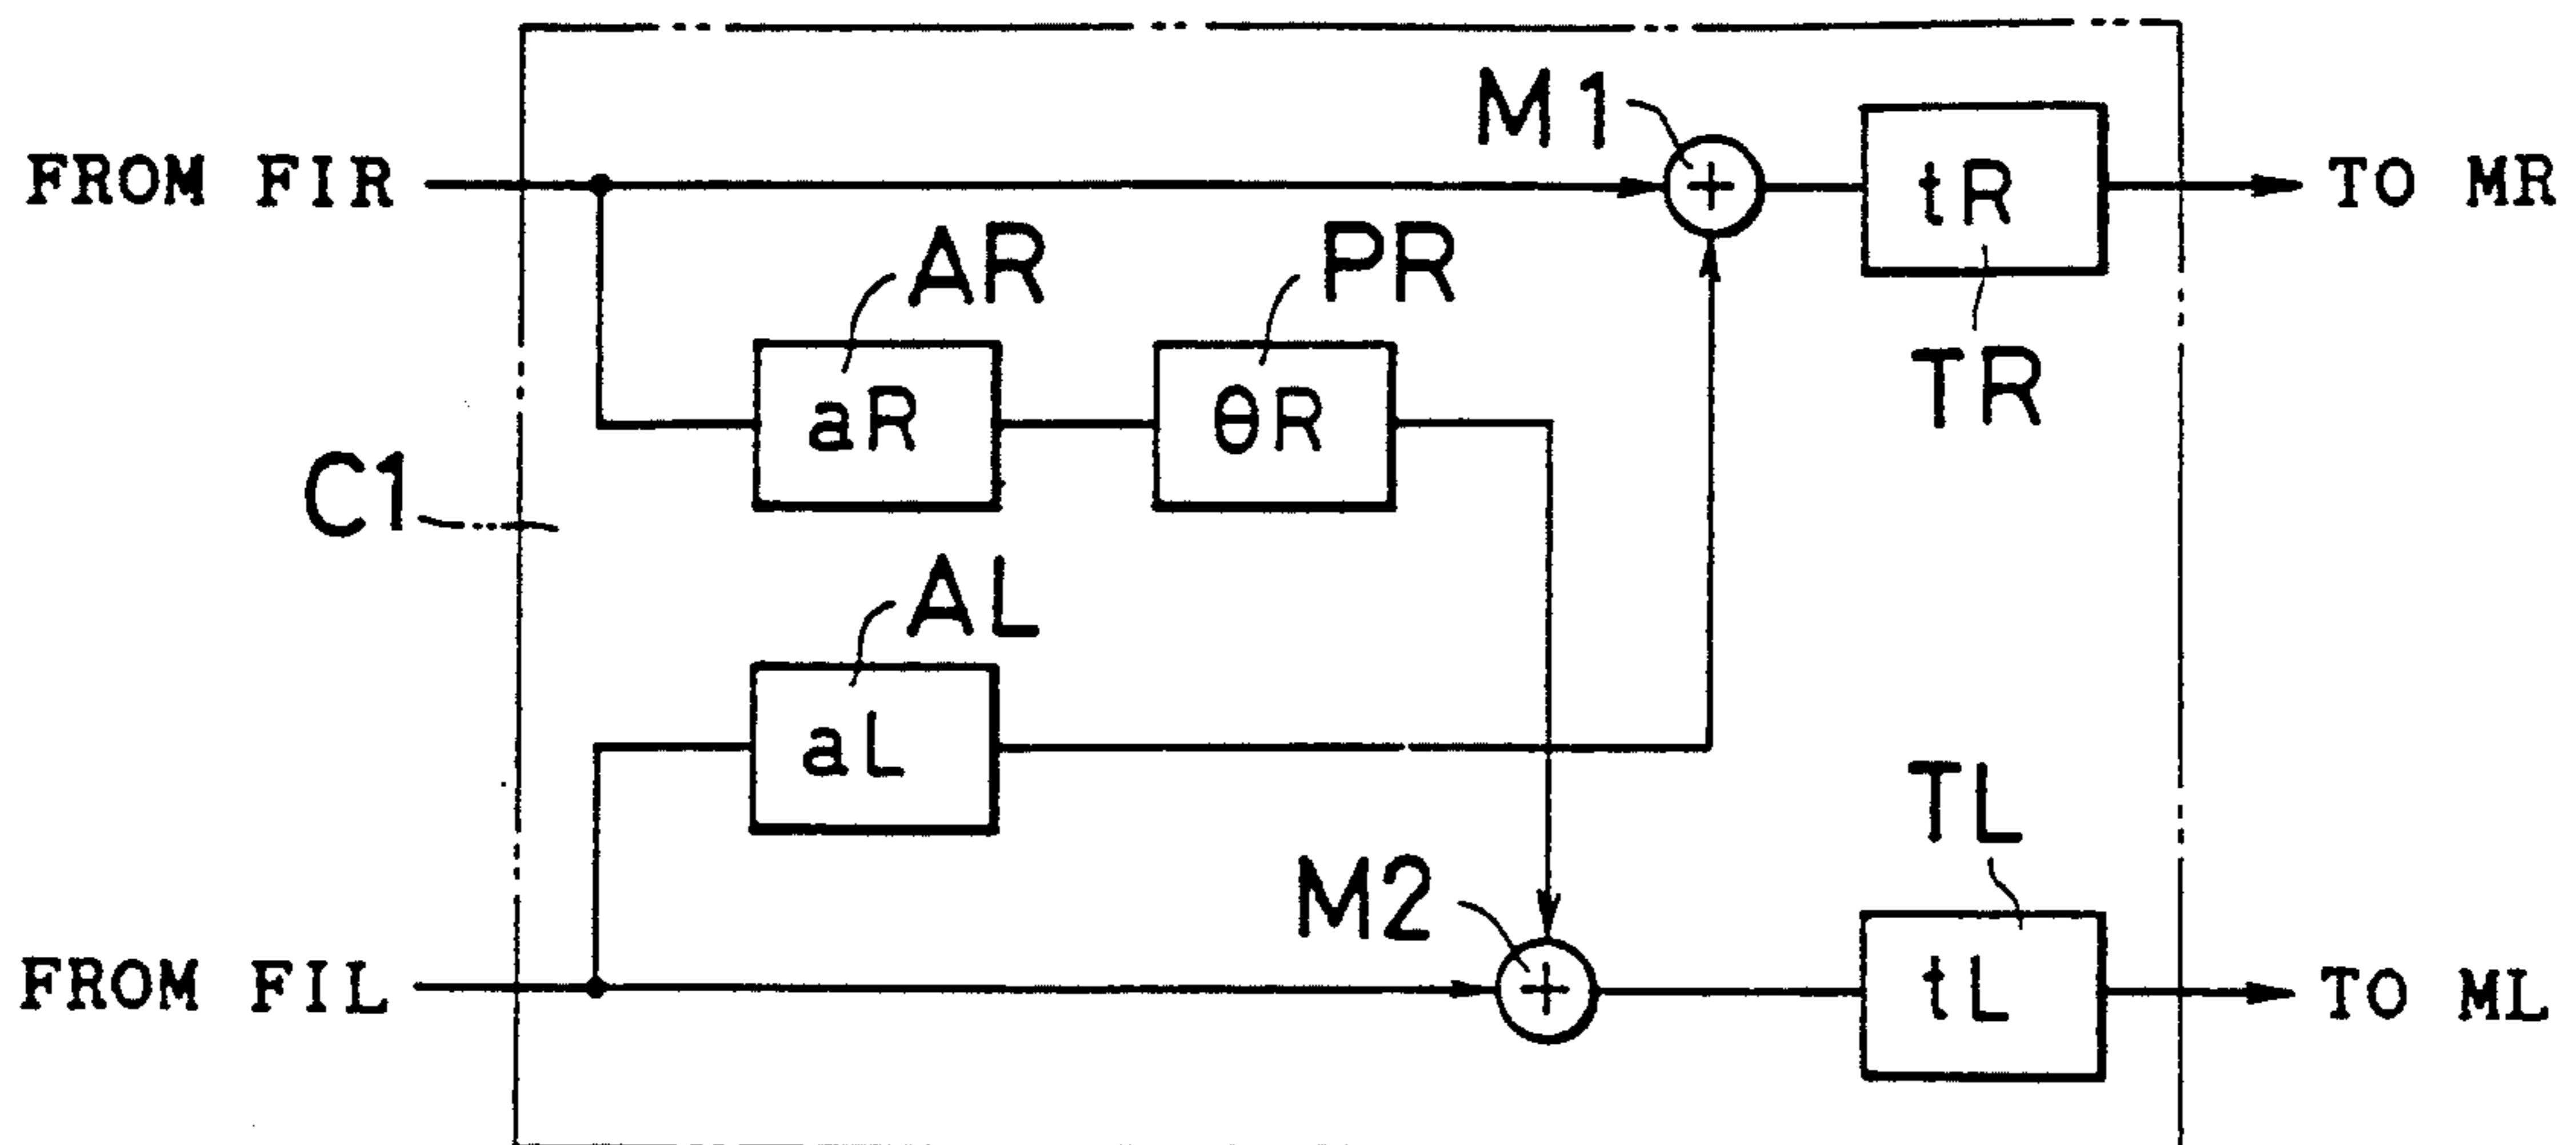 M1
FROM FIR
tR
TO MR
AR
PR
TR
aR
θR
C1
AL
aL
TL
M2
FROM FIL
tL
TO ML